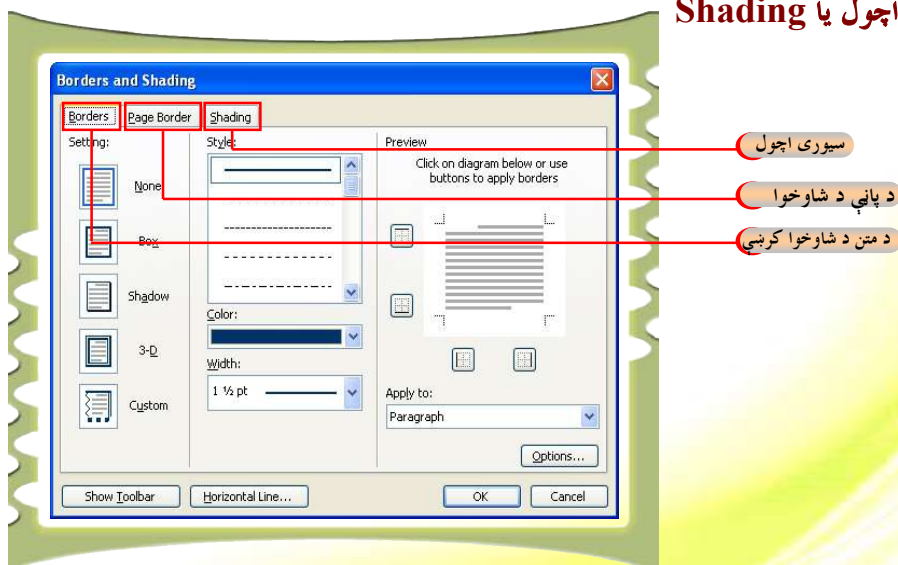 اچول یا Shading
Borders and Shading
Borders
Page Border
Shading
Setting:
None
Box
Shadow
3-D
Custom
Style:
Color:
Width:
1 ½ pt
Preview
Click on diagram below or use
buttons to apply borders
Apply to:
Paragraph
Options...
Show Toolbar
Horizontal Line...
OK
Cancel
سیوری اچول
د پاڼې د شاوخوا
د متن د شاوخوا کرښې